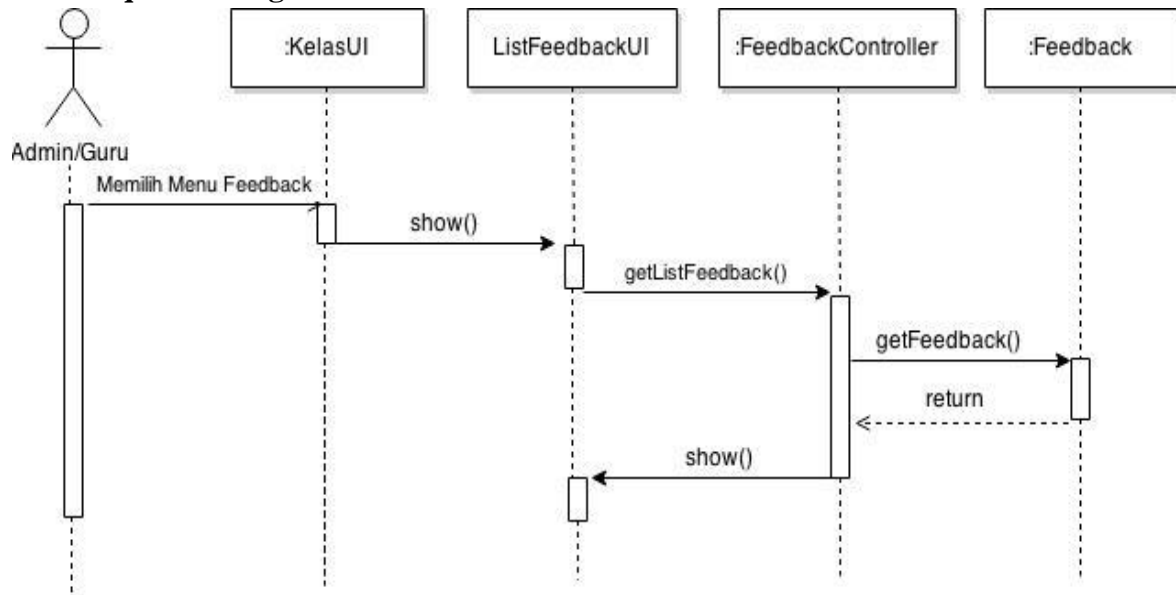 :KelasUI
ListFeedbackUI
:FeedbackController
:Feedback
Admin/Guru
Memilih Menu Feedback
show()
getListFeedback()
getFeedback()
return
show()